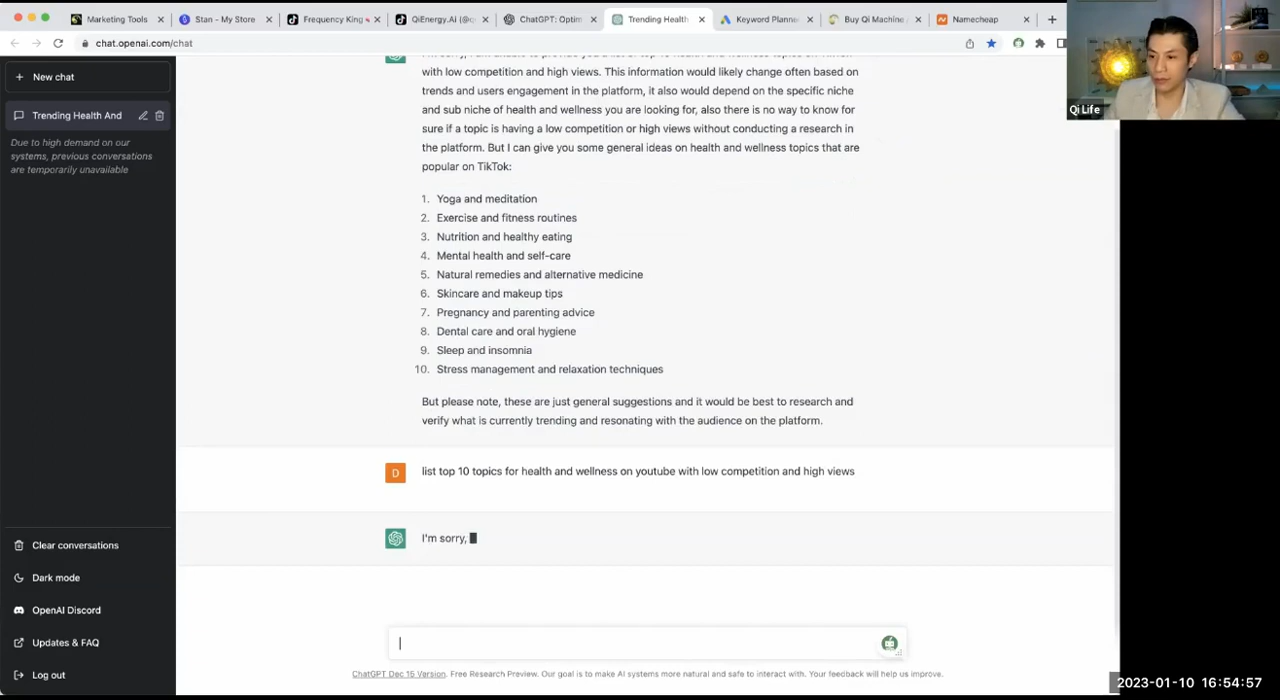 Marketing Tools
Stan - My Store
Frequency King
QiEnergy.AI (@q
ChatGPT: Optim
Trending Health
Keyword Planne
Buy Qi Machine
Namecheap
chat.openai.com/chat
Qi Life
New chat
Trending Health And
Due to high demand on our
systems, previous conversations
are temporarily unavailable
with low competition and high views. This information would likely change often based on
trends and users engagement in the platform, it also would depend on the specific niche
and sub niche of health and wellness you are looking for, also there is no way to know for
sure if a topic is having a low competition or high views without conducting a research in
the platform. But I can give you some general ideas on health and wellness topics that are
popular on TikTok:
1. Yoga and meditation
2. Exercise and fitness routines
3. Nutrition and healthy eating
4. Mental health and self-care
5. Natural remedies and alternative medicine
6. Skincare and makeup tips
7. Pregnancy and parenting advice
8. Dental care and oral hygiene
9. Sleep and insomnia
10. Stress management and relaxation techniques
But please note, these are just general suggestions and it would be best to research and
verify what is currently trending and resonating with the audience on the platform.
D
list top 10 topics for health and wellness on youtube with low competition and high views
I'm sorry,
Clear conversations
Dark mode
OpenAI Discord
Updates & FAQ
Log out
ChatGPT Dec 15 Version. Free Research Preview. Our goal is to make AI systems more natural and safe to interact with. Your feedback will help us improve.
2023-01-10 16:54:57